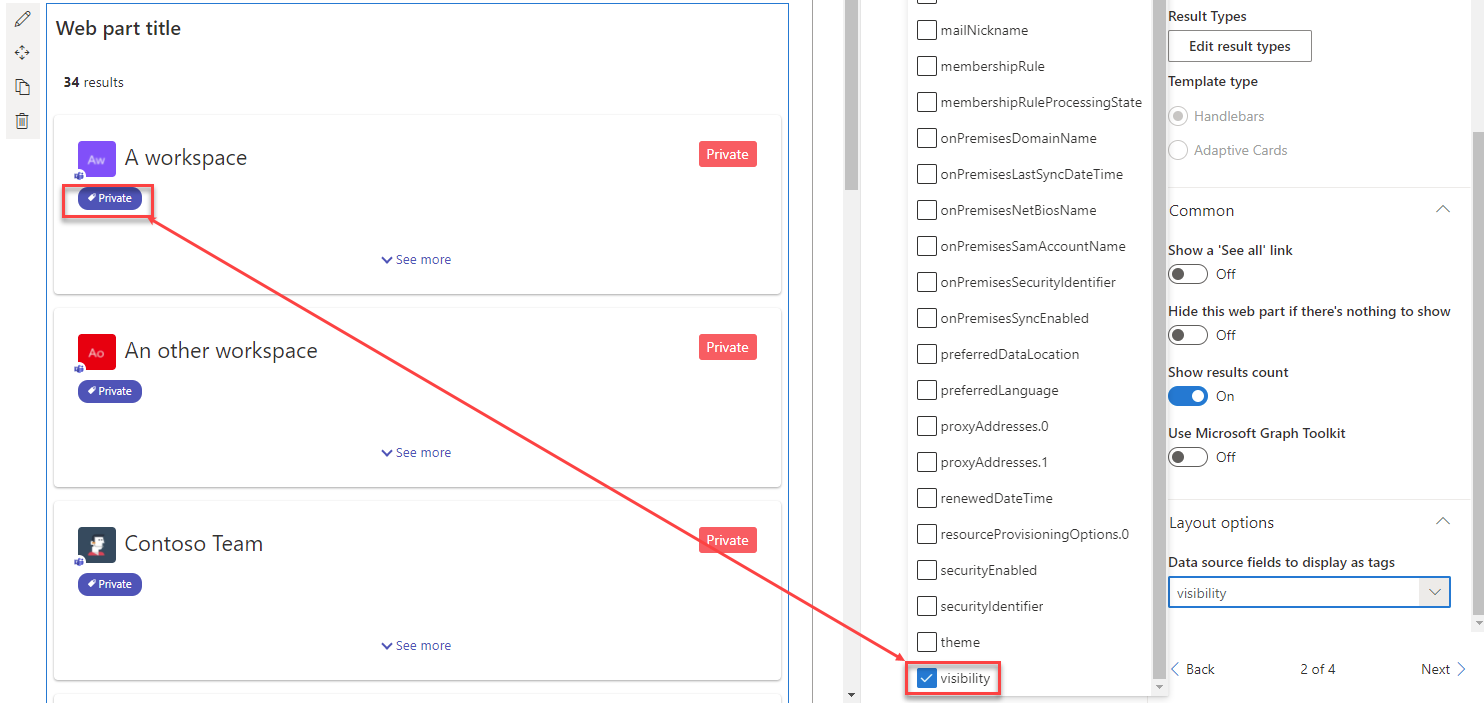 Web part title
34 results
Aw
A workspace
Private
Private
See more
Ao
An other workspace
Private
Private
See more
Contoso Team
Private
Private
See more
mailNickname
membershipRule
membershipRuleProcessingState
onPremisesDomainName
onPremisesLastSyncDateTime
onPremisesNetBiosName
onPremisesSamAccountName
onPremisesSecurityIdentifier
onPremisesSyncEnabled
preferredDataLocation
preferredLanguage
proxyAddresses.0
proxyAddresses.1
renewedDateTime
resourceProvisioningOptions.0
securityEnabled
securityIdentifier
theme
visibility
Result Types
Edit result types
Template type
Handlebars
Adaptive Cards
Common
Show a 'See all' link
Off
Hide this web part if there's nothing to show
Off
Show results count
On
Use Microsoft Graph Toolkit
Off
Layout options
Data source fields to display as tags
visibility
Back
2 of 4
Next